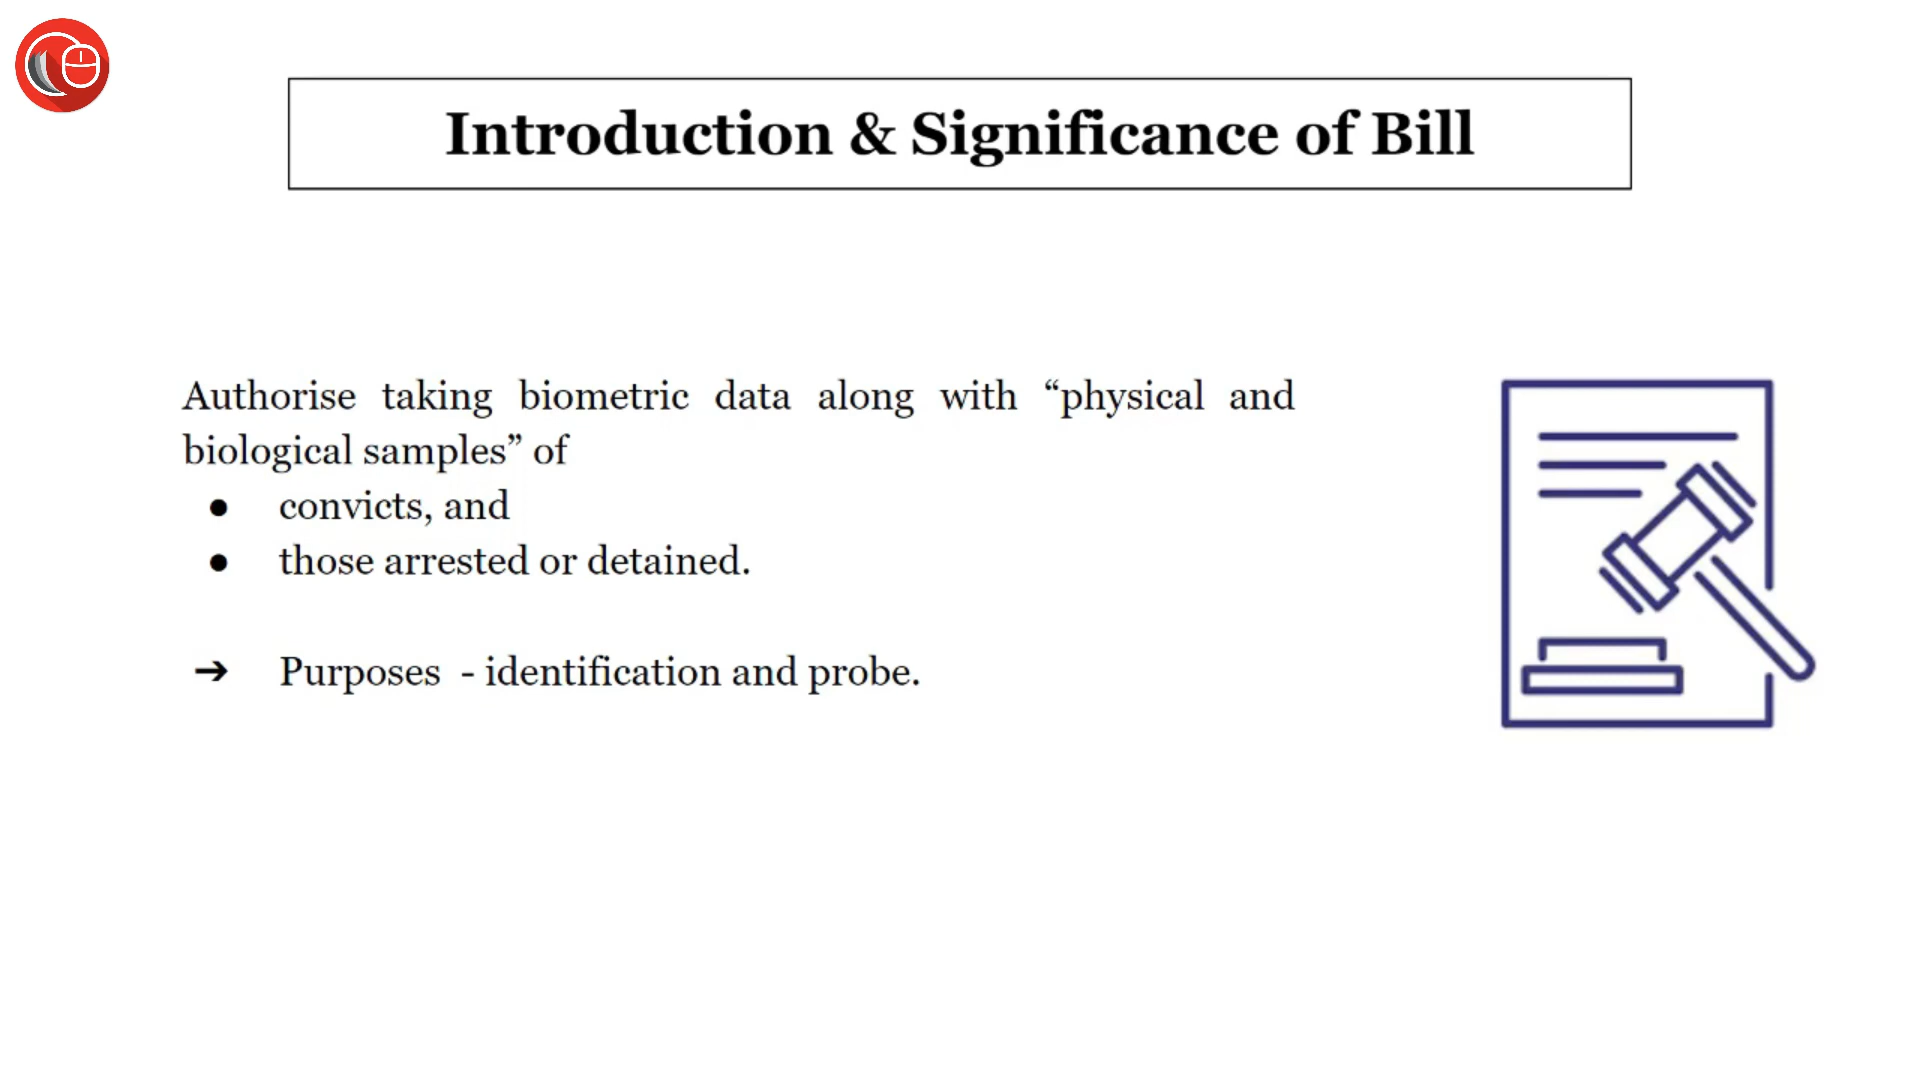 Introduction & Significance of Bill
Authorise taking biometric data along with “physical and
biological samples” of
● convicts, and
● those arrested or detained.
➔ Purposes - identification and probe.